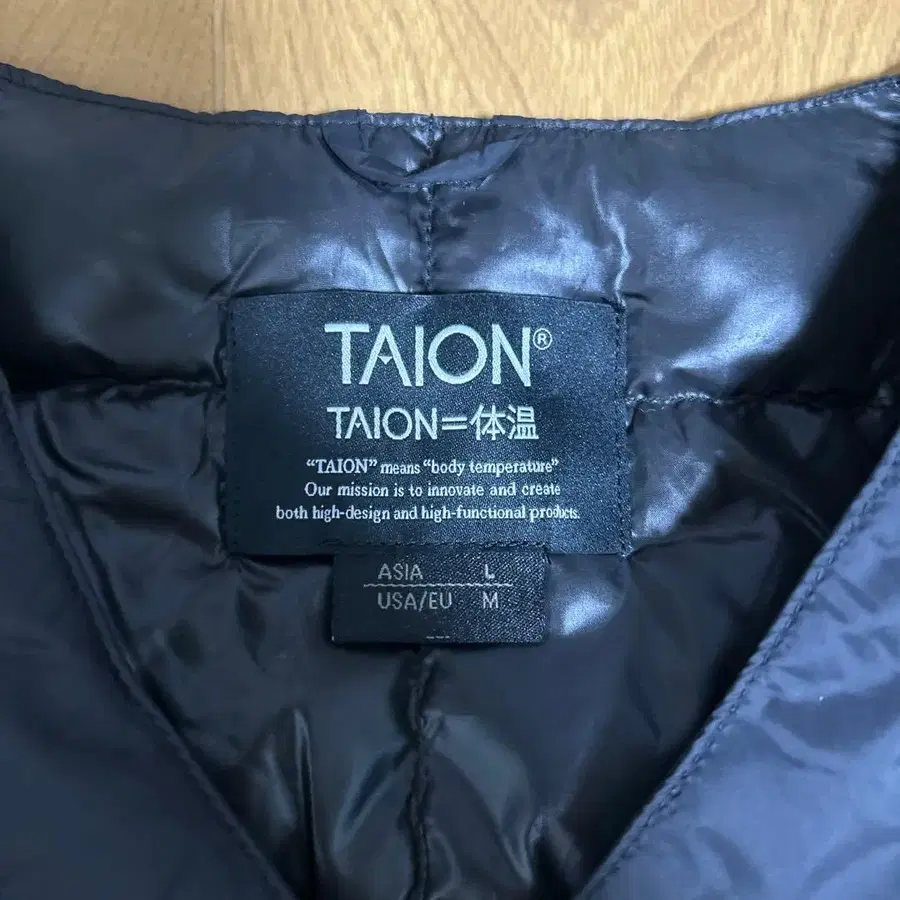 TAION®
TAION=体温
“TAION” means “body temperature”
Our mission is to innovate and create
both high-design and high-functional products.
ASIA L
USA/EU M